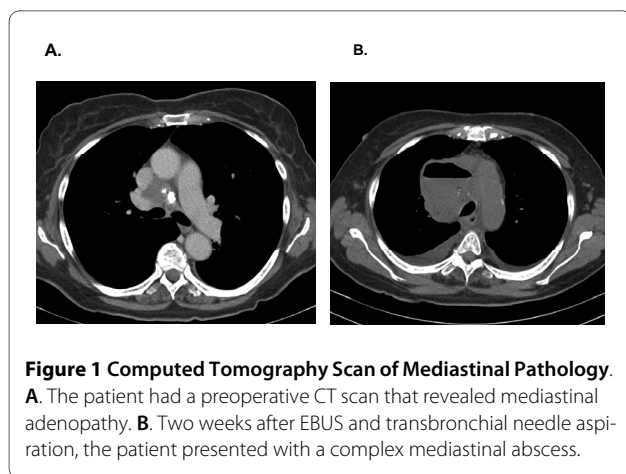 A. B.
Figure 1 Computed Tomography Scan of Mediastinal Pathology.
A. The patient had a preoperative CT scan that revealed mediastinal
adenopathy. B. Two weeks after EBUS and transbronchial needle aspi-
ration, the patient presented with a complex mediastinal abscess.